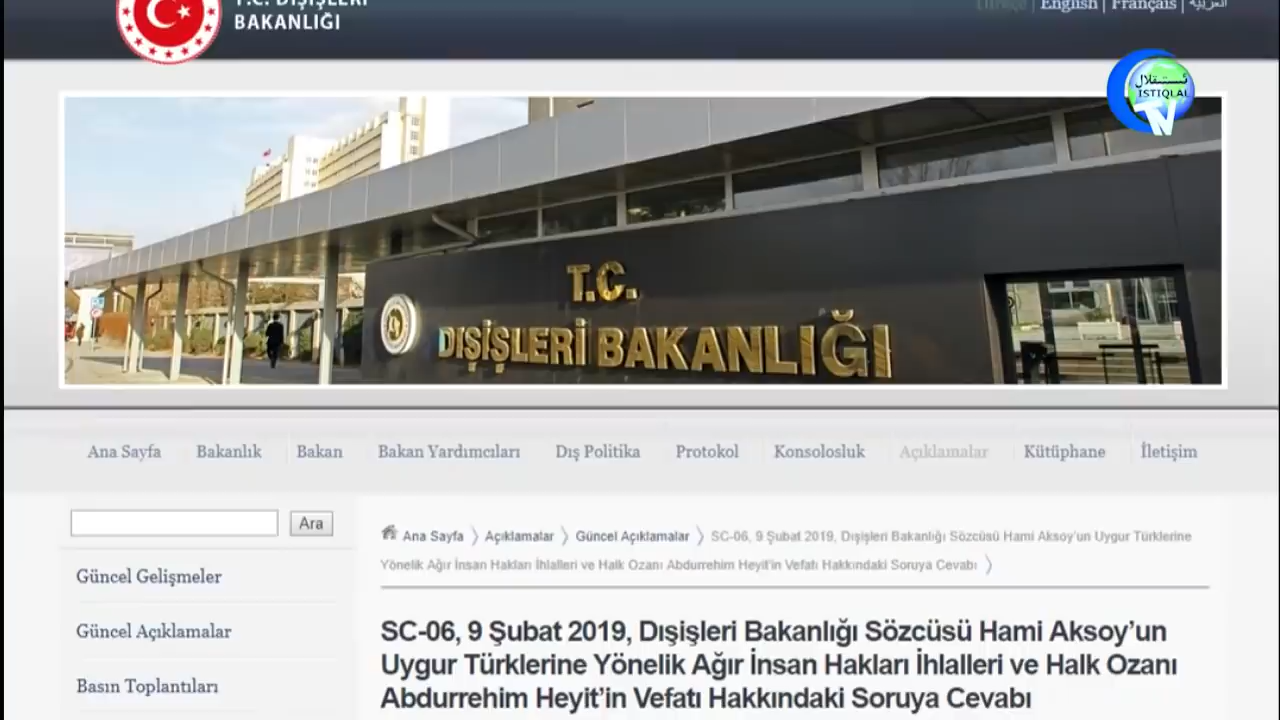 T.C. DIŞİŞLERİ
BAKANLIĞI
Türkçe | English | Français | العربية
ئىستىقلال
ISTIQLAL
TV
T.C.
DIŞİŞLERİ BAKANLIĞI
Ana Sayfa Bakanlık Bakan Bakan Yardımcıları Dış Politika Protokol Konsolosluk Açıklamalar Kütüphane İletişim
Ara
Ana Sayfa 〉 Açıklamalar 〉 Güncel Açıklamalar 〉 SC-06, 9 Şubat 2019, Dışişleri Bakanlığı Sözcüsü Hami Aksoy’un Uygur Türklerine
Yönelik Ağır İnsan Hakları İhlalleri ve Halk Ozanı Abdurrehim Heyit’in Vefatı Hakkındaki Soruya Cevabı 〉
Güncel Gelişmeler
Güncel Açıklamalar
Basın Toplantıları
SC-06, 9 Şubat 2019, Dışişleri Bakanlığı Sözcüsü Hami Aksoy’un
Uygur Türklerine Yönelik Ağır İnsan Hakları İhlalleri ve Halk Ozanı
Abdurrehim Heyit’in Vefatı Hakkındaki Soruya Cevabı